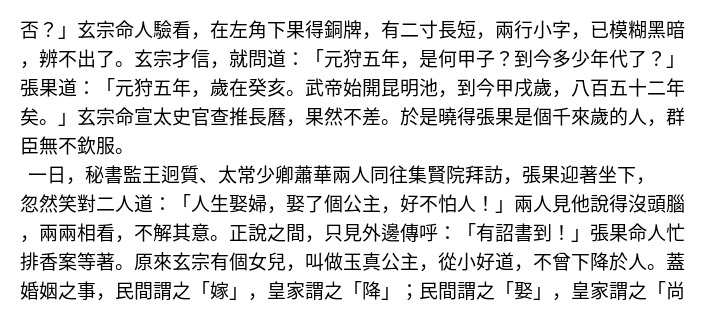 否？」玄宗命人驗看，在左角下果得銅牌，有二寸長短，兩行小字，已模糊黑暗
，辨不出了。玄宗才信，就問道：「元狩五年，是何甲子？到今多少年代了？」
張果道：「元狩五年，歲在癸亥。武帝始開昆明池，到今甲戌歲，八百五十二年
矣。」玄宗命宣太史官查推長曆，果然不差。於是曉得張果是個千來歲的人，群
臣無不欽服。
一日，秘書監王迥質、太常少卿蕭華兩人同往集賢院拜訪，張果迎著坐下，
忽然笑對二人道：「人生娶婦，娶了個公主，好不怕人！」兩人見他說得沒頭腦
，兩兩相看，不解其意。正說之間，只見外邊傳呼：「有詔書到！」張果命人忙
排香案等著。原來玄宗有個女兒，叫做玉真公主，從小好道，不曾下降於人。蓋
婚姻之事，民間謂之「嫁」，皇家謂之「降」；民間謂之「娶」，皇家謂之「尚